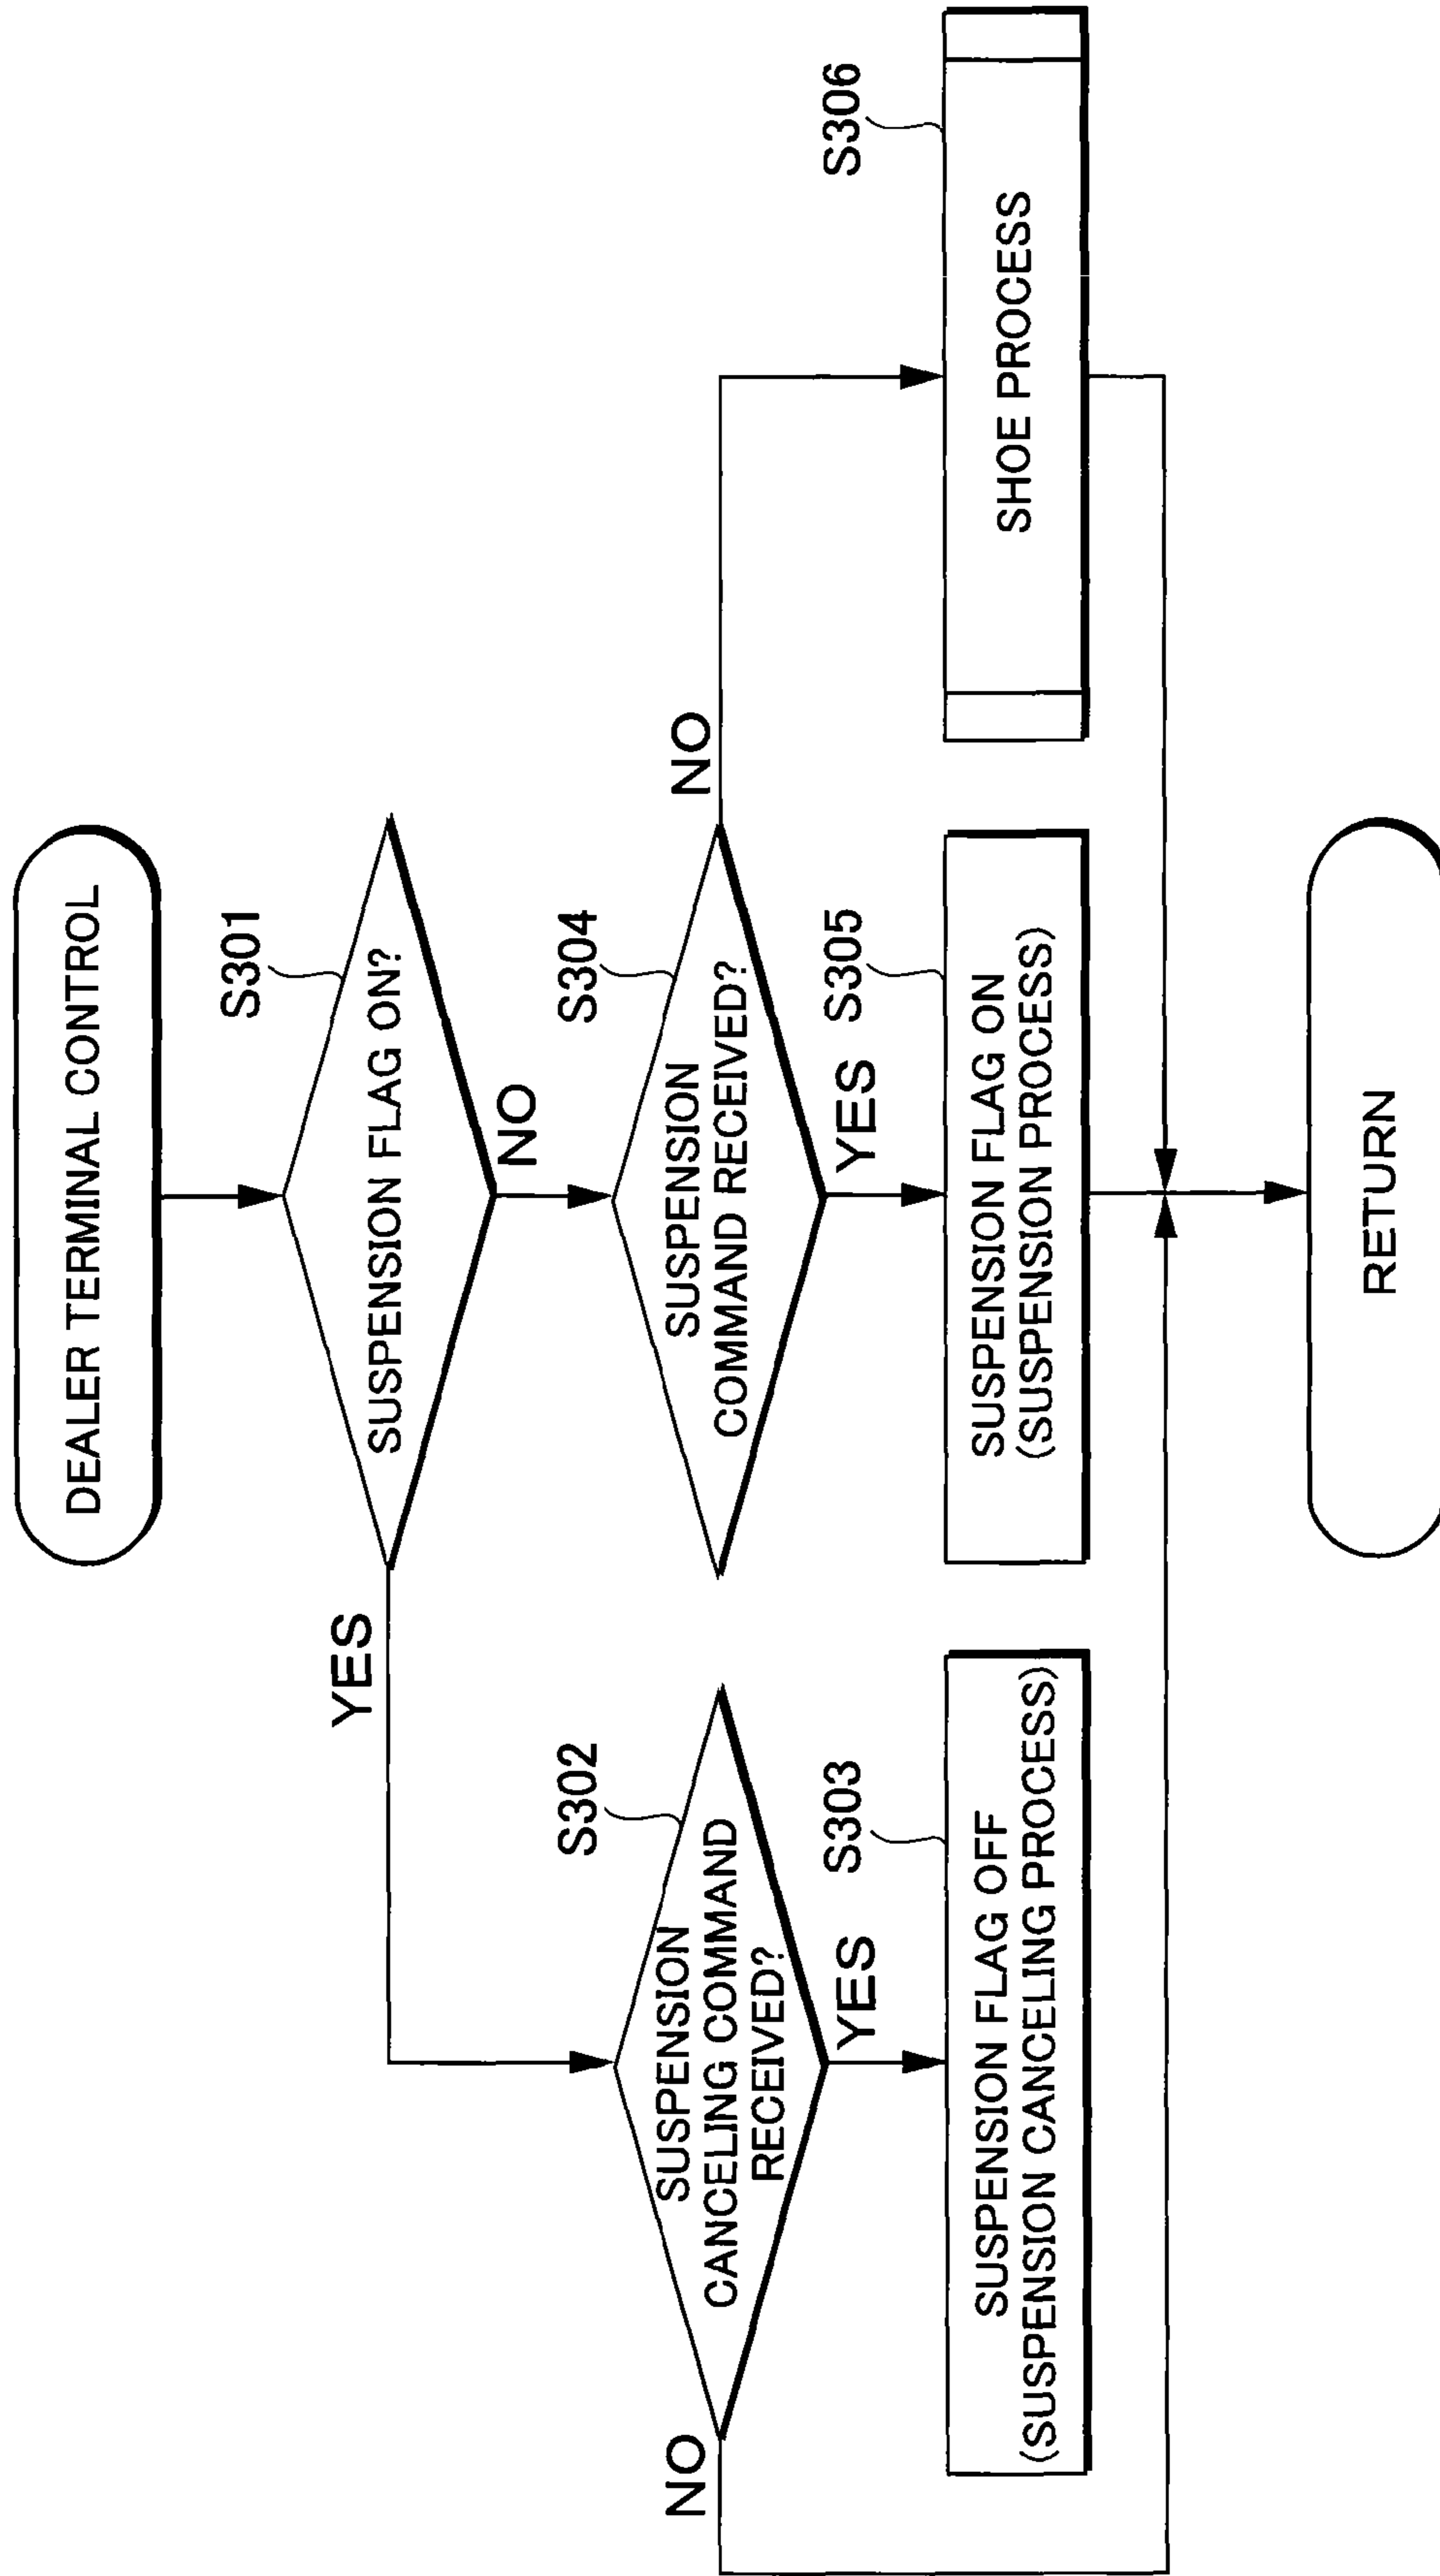 DEALER TERMINAL CONTROL
S301
SUSPENSION FLAG ON?
YES
NO
S302
SUSPENSION
CANCELING COMMAND
RECEIVED?
NO
YES
S304
SUSPENSION
COMMAND RECEIVED?
NO
YES
S303
SUSPENSION FLAG OFF
(SUSPENSION CANCELING PROCESS)
S305
SUSPENSION FLAG ON
(SUSPENSION PROCESS)
S306
SHOE PROCESS
RETURN